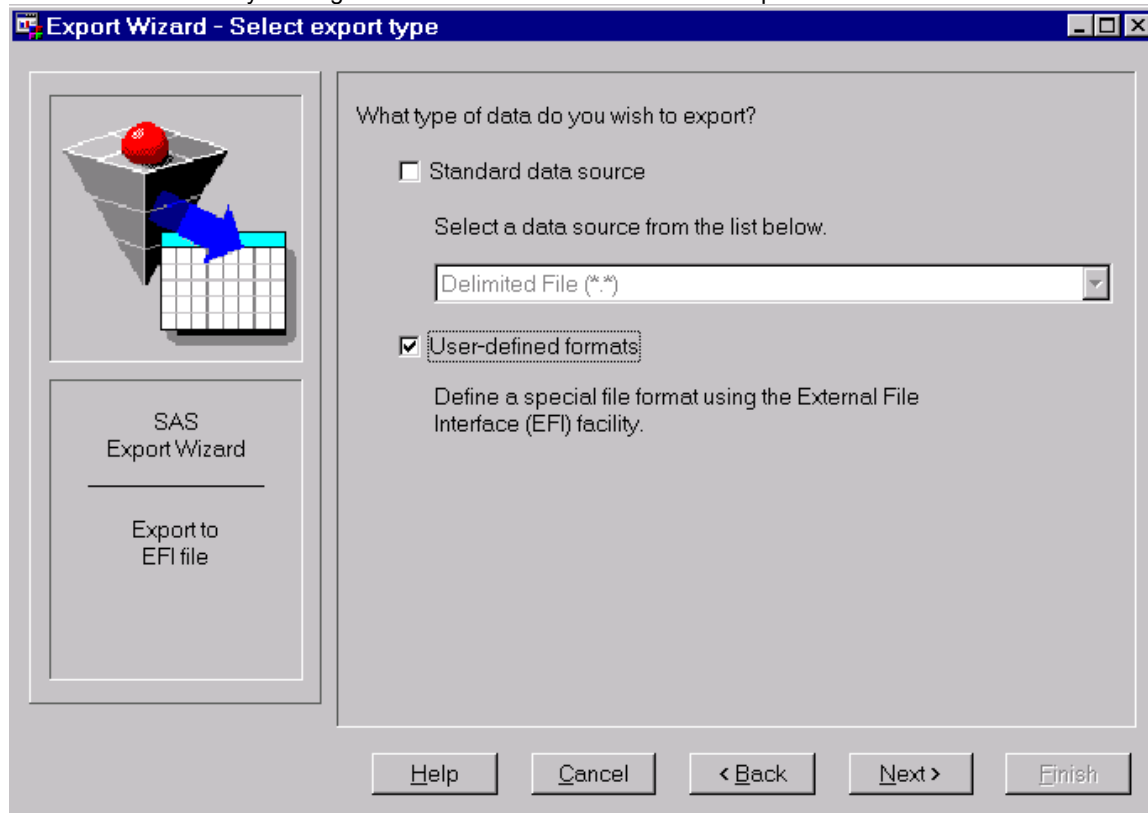 Export Wizard - Select export type
What type of data do you wish to export?
Standard data source
Select a data source from the list below.
Delimited File (*.*)
User-defined formats
Define a special file format using the External File
Interface (EFI) facility.
SAS
Export Wizard
Export to
EFI file
Help Cancel < Back Next > Finish